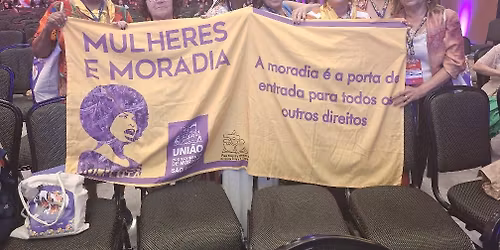 MULHERES
E MORADIA
UNIÃO
A moradia é a porta de
entrada para todos os
outros direitos